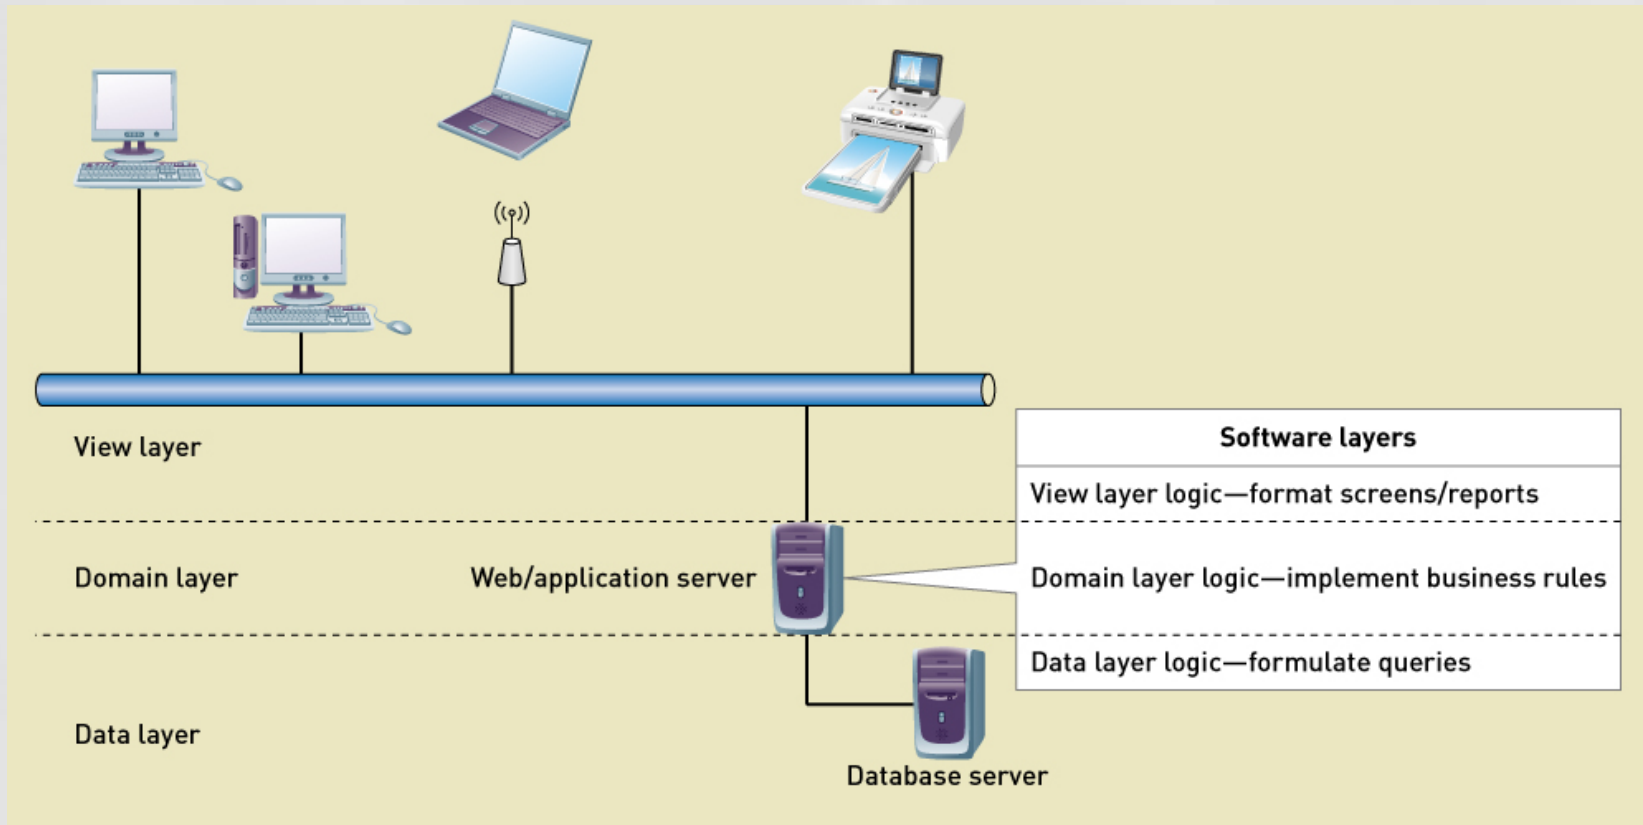 View layer
Software layers
View layer logic—format screens/reports
Domain layer
Web/application server
Domain layer logic—implement business rules
Data layer logic—formulate queries
Data layer
Database server